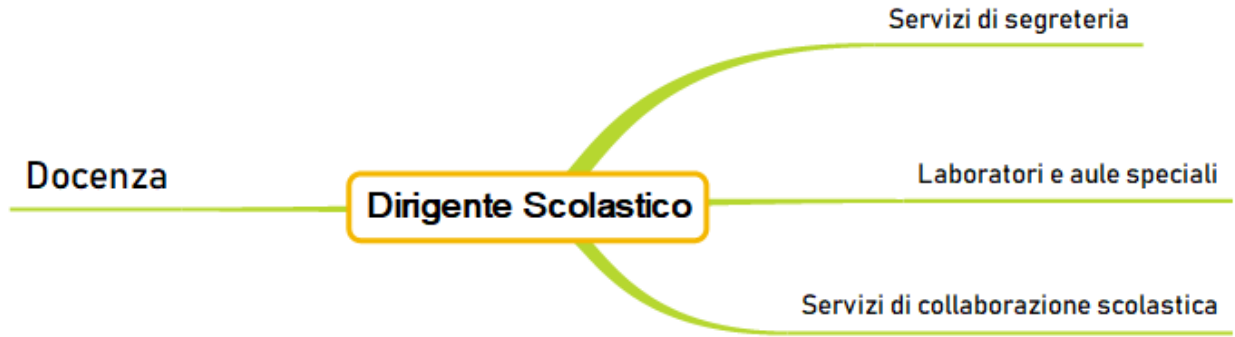 Servizi di segreteria
Docenza
Dirigente Scolastico
Laboratori e aule speciali
Servizi di collaborazione scolastica